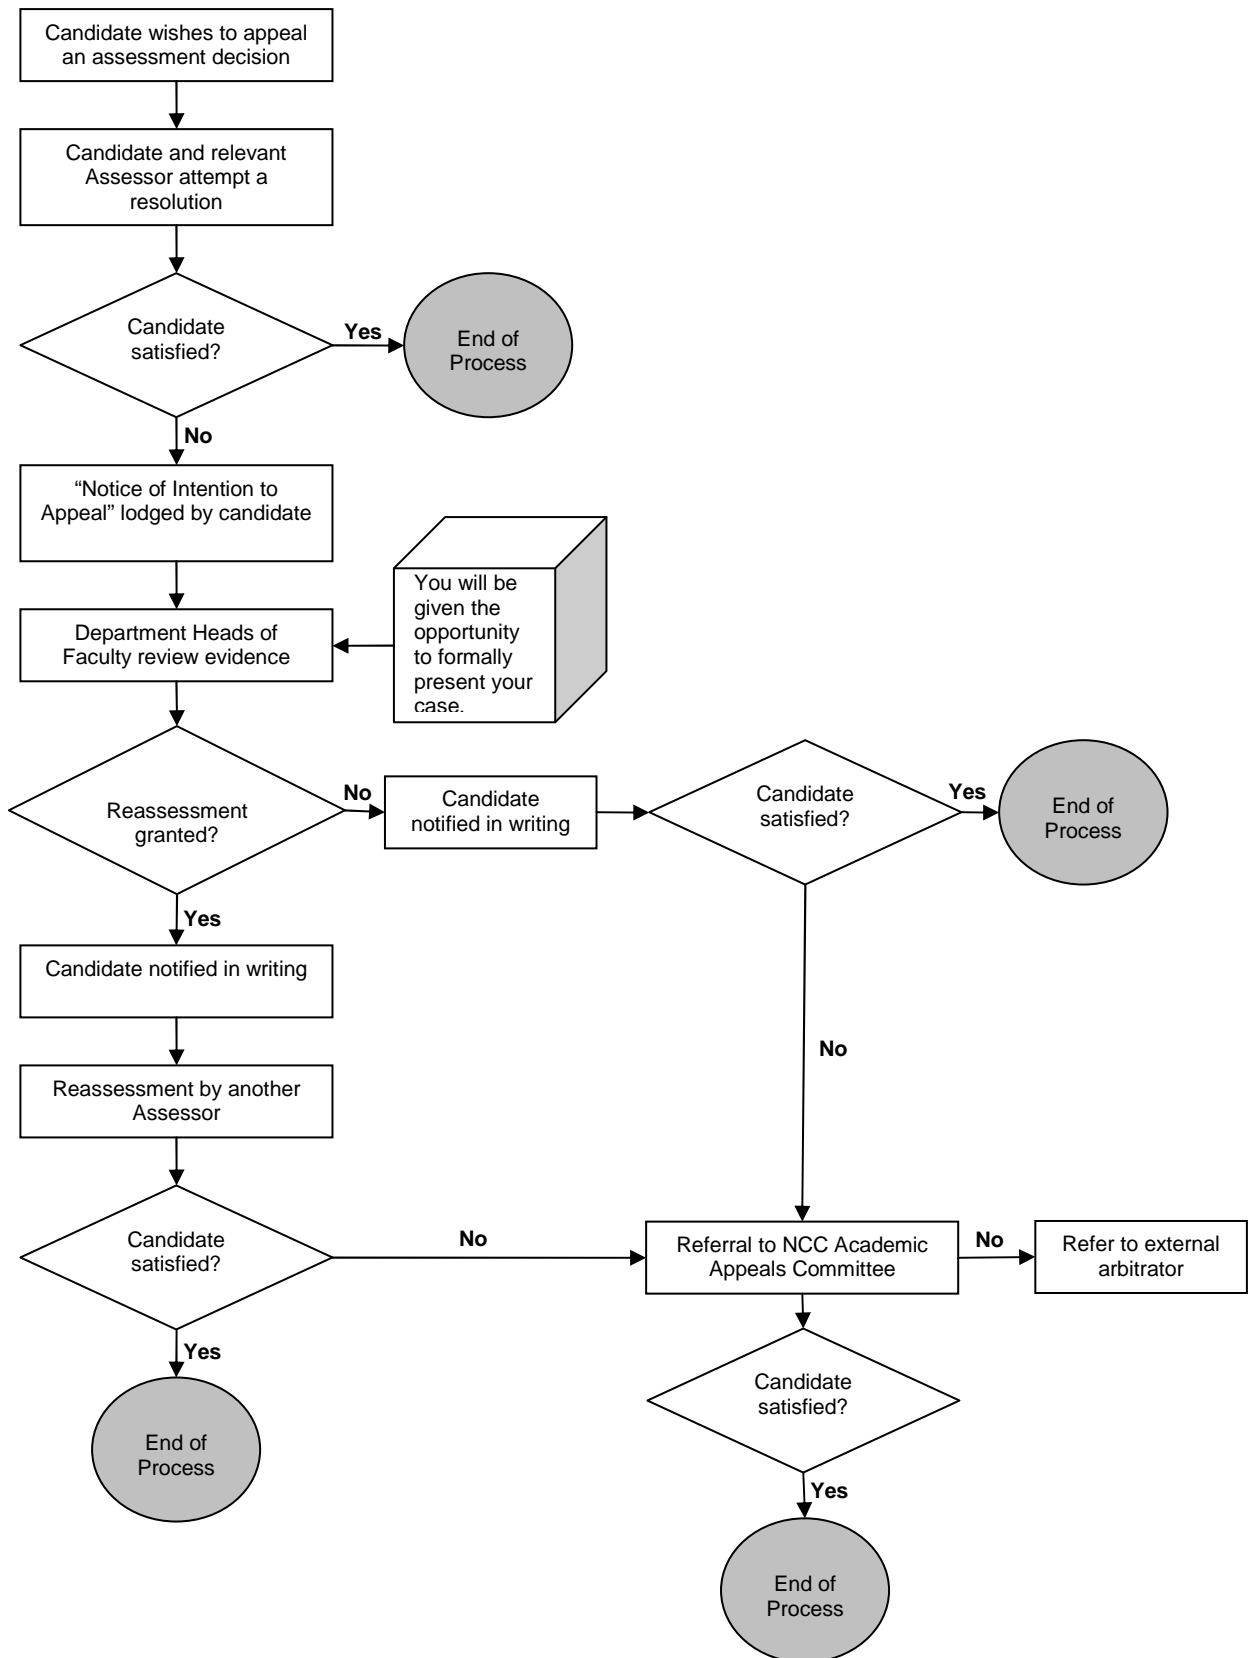 Candidate wishes to appeal
an assessment decision
Candidate and relevant
Assessor attempt a
resolution
Candidate
satisfied?
Yes
End of
Process
No
“Notice of Intention to
Appeal” lodged by candidate
Department Heads of
Faculty review evidence
You will be
given the
opportunity
to formally
present your
case.
Reassessment
granted?
No
Candidate
notified in writing
Candidate
satisfied?
Yes
End of
Process
Yes
Candidate notified in writing
No
Reassessment by another
Assessor
Candidate
satisfied?
No
Referral to NCC Academic
Appeals Committee
No
Refer to external
arbitrator
Yes
End of
Process
Candidate
satisfied?
Yes
End of
Process